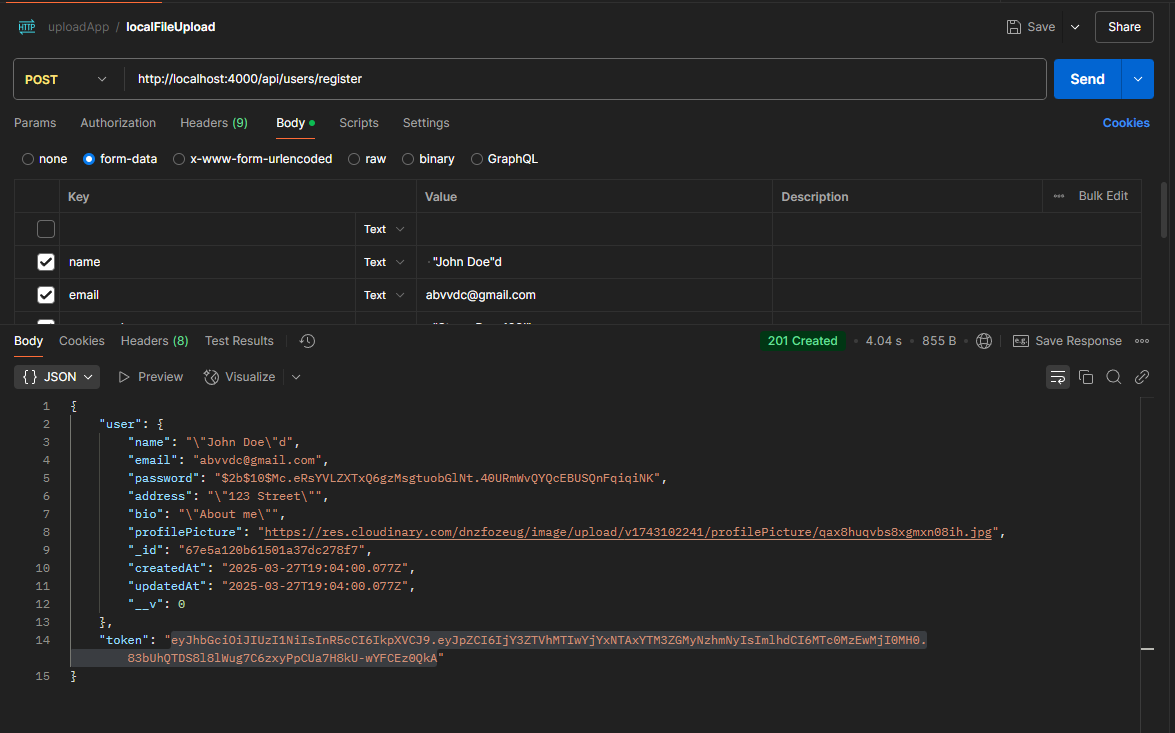 HTTP uploadApp / localFileUpload Save Share
POST http://localhost:4000/api/users/register Send
Params Authorization Headers (9) Body Scripts Settings Cookies
none form-data x-www-form-urlencoded raw binary GraphQL
Key Value Description Bulk Edit
Text
name Text "John Doe"d
email Text abvvdc@gmail.com
Body Cookies Headers (8) Test Results 201 Created 4.04 s 855 B Save Response
{} JSON Preview Visualize
1 {
2 "user": {
3 "name": "\"John Doe\"d",
4 "email": "abvvdc@gmail.com",
5 "password": "$2b$10$Mc.eRsYVLZXTxQ6gzMsgtuobGlNt.40URmWvQYQcEBUSQnFqiqiNK",
6 "address": "\"123 Street\"",
7 "bio": "\"About me\"",
8 "profilePicture": "https://res.cloudinary.com/dnzfozeug/image/upload/v1743102241/profilePicture/qax8huqvbs8xgmxn08ih.jpg",
9 "_id": "67e5a120b61501a37dc278f7",
10 "createdAt": "2025-03-27T19:04:00.077Z",
11 "updatedAt": "2025-03-27T19:04:00.077Z",
12 "__v": 0
13 },
14 "token": "eyJhbGciOiJIUzI1NiIsInR5cCI6IkpXVCJ9.eyJpZCI6IjY3ZTVhMTIwYjYxNTAxYTM3ZGMyNzhmNyIsImlhdCI6MTc0MzEwMjI0MH0.
83bUhQTDS8l8lWug7C6zxyPpCUa7H8kU-wYFCEz0QkA"
15 }